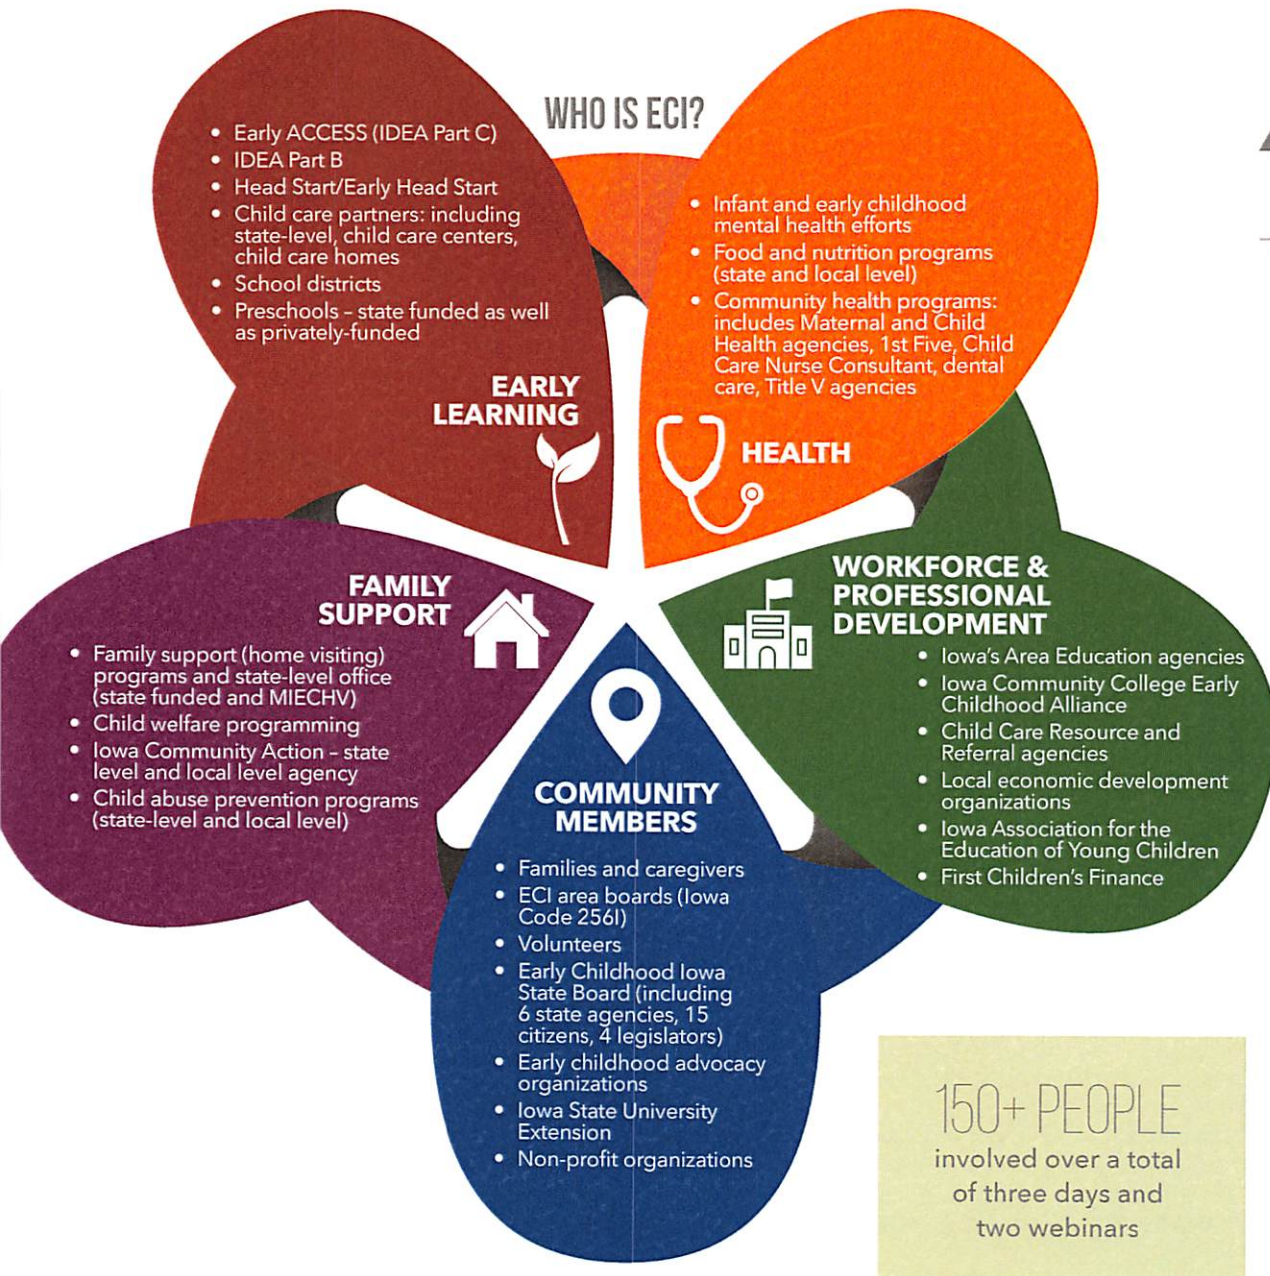 WHO IS ECI?
• Early ACCESS (IDEA Part C)
• IDEA Part B
• Head Start/Early Head Start
• Child care partners: including
state-level, child care centers,
child care homes
• School districts
• Preschools – state funded as well
as privately-funded
EARLY
LEARNING
• Infant and early childhood
mental health efforts
• Food and nutrition programs
(state and local level)
• Community health programs:
includes Maternal and Child
Health agencies, 1st Five, Child
Care Nurse Consultant, dental
care, Title V agencies
HEALTH
FAMILY
SUPPORT
• Family support (home visiting)
programs and state-level office
(state funded and MIECHV)
• Child welfare programming
• Iowa Community Action – state
level and local level agency
• Child abuse prevention programs
(state-level and local level)
WORKFORCE &
PROFESSIONAL
DEVELOPMENT
• Iowa's Area Education agencies
• Iowa Community College Early
Childhood Alliance
• Child Care Resource and
Referral agencies
• Local economic development
organizations
• Iowa Association for the
Education of Young Children
• First Children's Finance
COMMUNITY
MEMBERS
• Families and caregivers
• ECI area boards (Iowa
Code 256I)
• Volunteers
• Early Childhood Iowa
State Board (including
6 state agencies, 15
citizens, 4 legislators)
• Early childhood advocacy
organizations
• Iowa State University
Extension
• Non-profit organizations
150+ PEOPLE
involved over a total
of three days and
two webinars